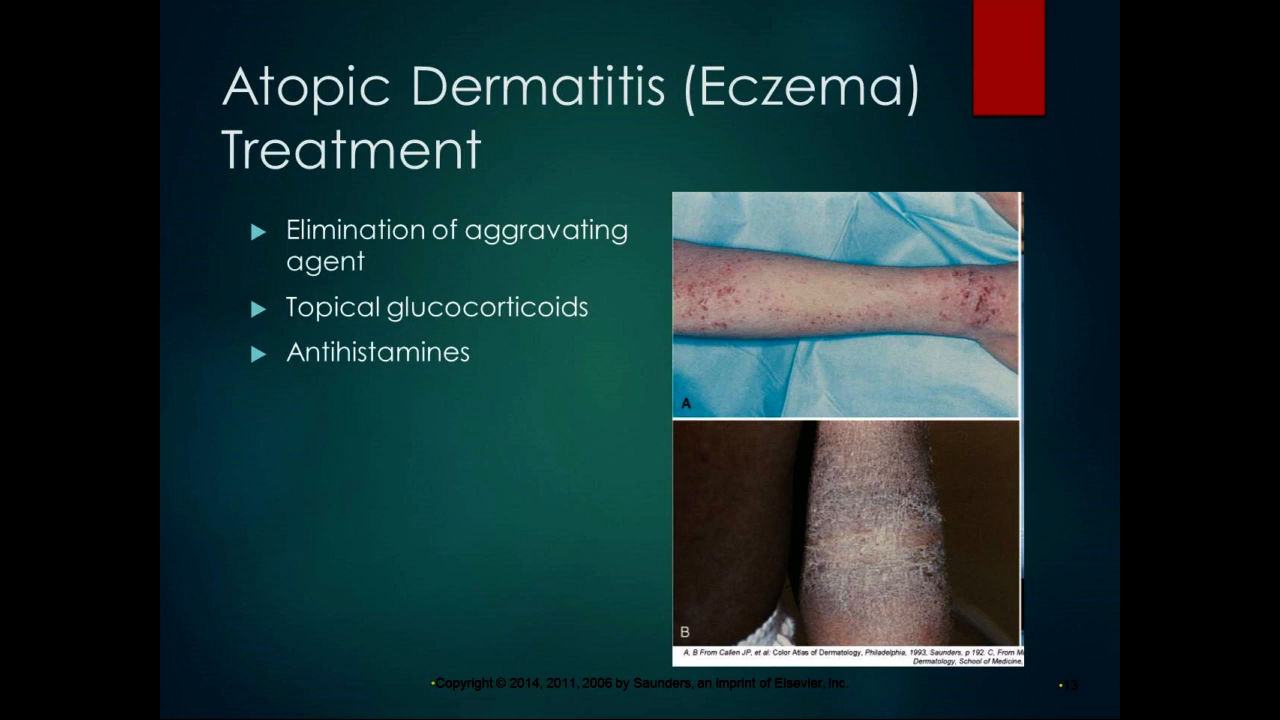 Atopic Dermatitis (Eczema)
Treatment
Elimination of aggravating
agent
Topical glucocorticoids
Antihistamines
A
B
A, B From Callen JP, et al: Color Atlas of Dermatology, Philadelphia, 1993, Saunders, p 192. C, From M
Dermatology, School of Medicine,
•Copyright © 2014, 2011, 2006 by Saunders, an imprint of Elsevier, Inc.
•13